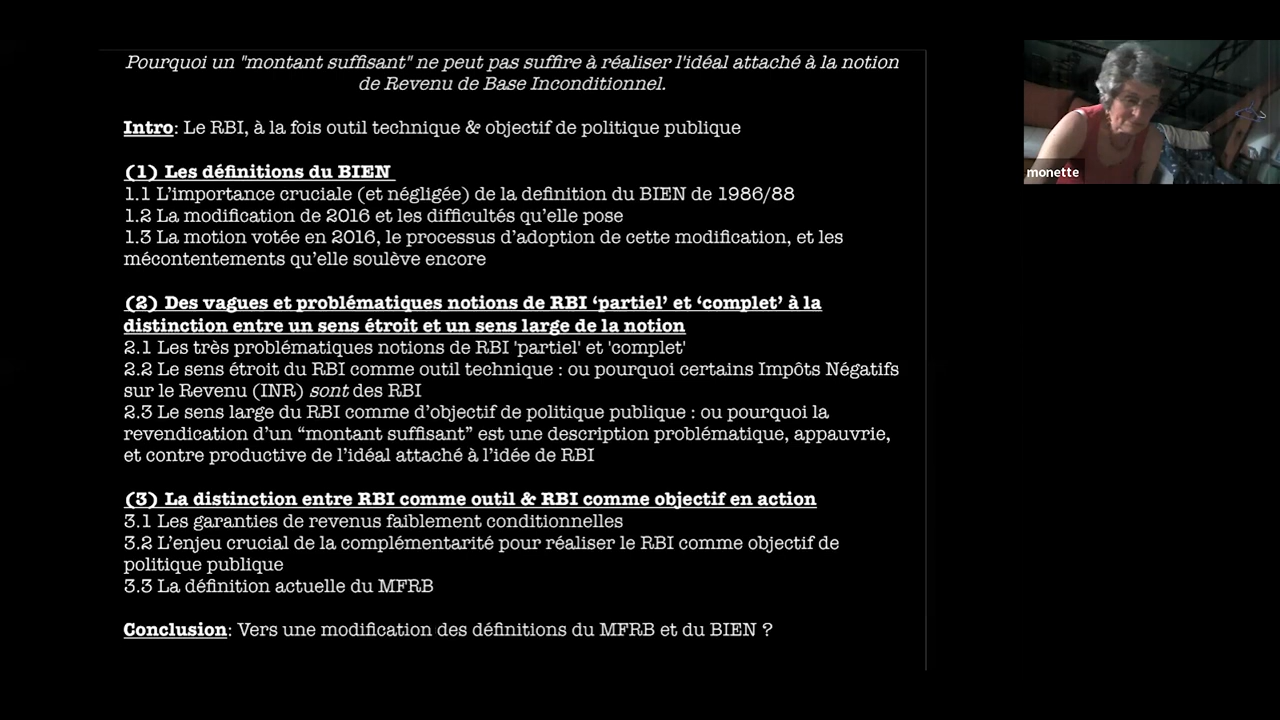 Pourquoi un "montant suffisant" ne peut pas suffire à réaliser l'idéal attaché à la notion
de Revenu de Base Inconditionnel.
Intro: Le RBI, à la fois outil technique & objectif de politique publique
(1) Les définitions du BIEN
1.1 L’importance cruciale (et négligée) de la definition du BIEN de 1986/88
1.2 La modification de 2016 et les difficultés qu’elle pose
1.3 La motion votée en 2016, le processus d’adoption de cette modification, et les
mécontentements qu’elle soulève encore
(2) Des vagues et problématiques notions de RBI ‘partiel’ et ‘complet’ à la
distinction entre un sens étroit et un sens large de la notion
2.1 Les très problématiques notions de RBI 'partiel' et 'complet'
2.2 Le sens étroit du RBI comme outil technique : ou pourquoi certains Impôts Négatifs
sur le Revenu (INR) sont des RBI
2.3 Le sens large du RBI comme d’objectif de politique publique : ou pourquoi la
revendication d’un “montant suffisant” est une description problématique, appauvrie,
et contre productive de l’idéal attaché à l’idée de RBI
(3) La distinction entre RBI comme outil & RBI comme objectif en action
3.1 Les garanties de revenus faiblement conditionnelles
3.2 L’enjeu crucial de la complémentarité pour réaliser le RBI comme objectif de
politique publique
3.3 La définition actuelle du MFRB
Conclusion: Vers une modification des définitions du MFRB et du BIEN ?
monette